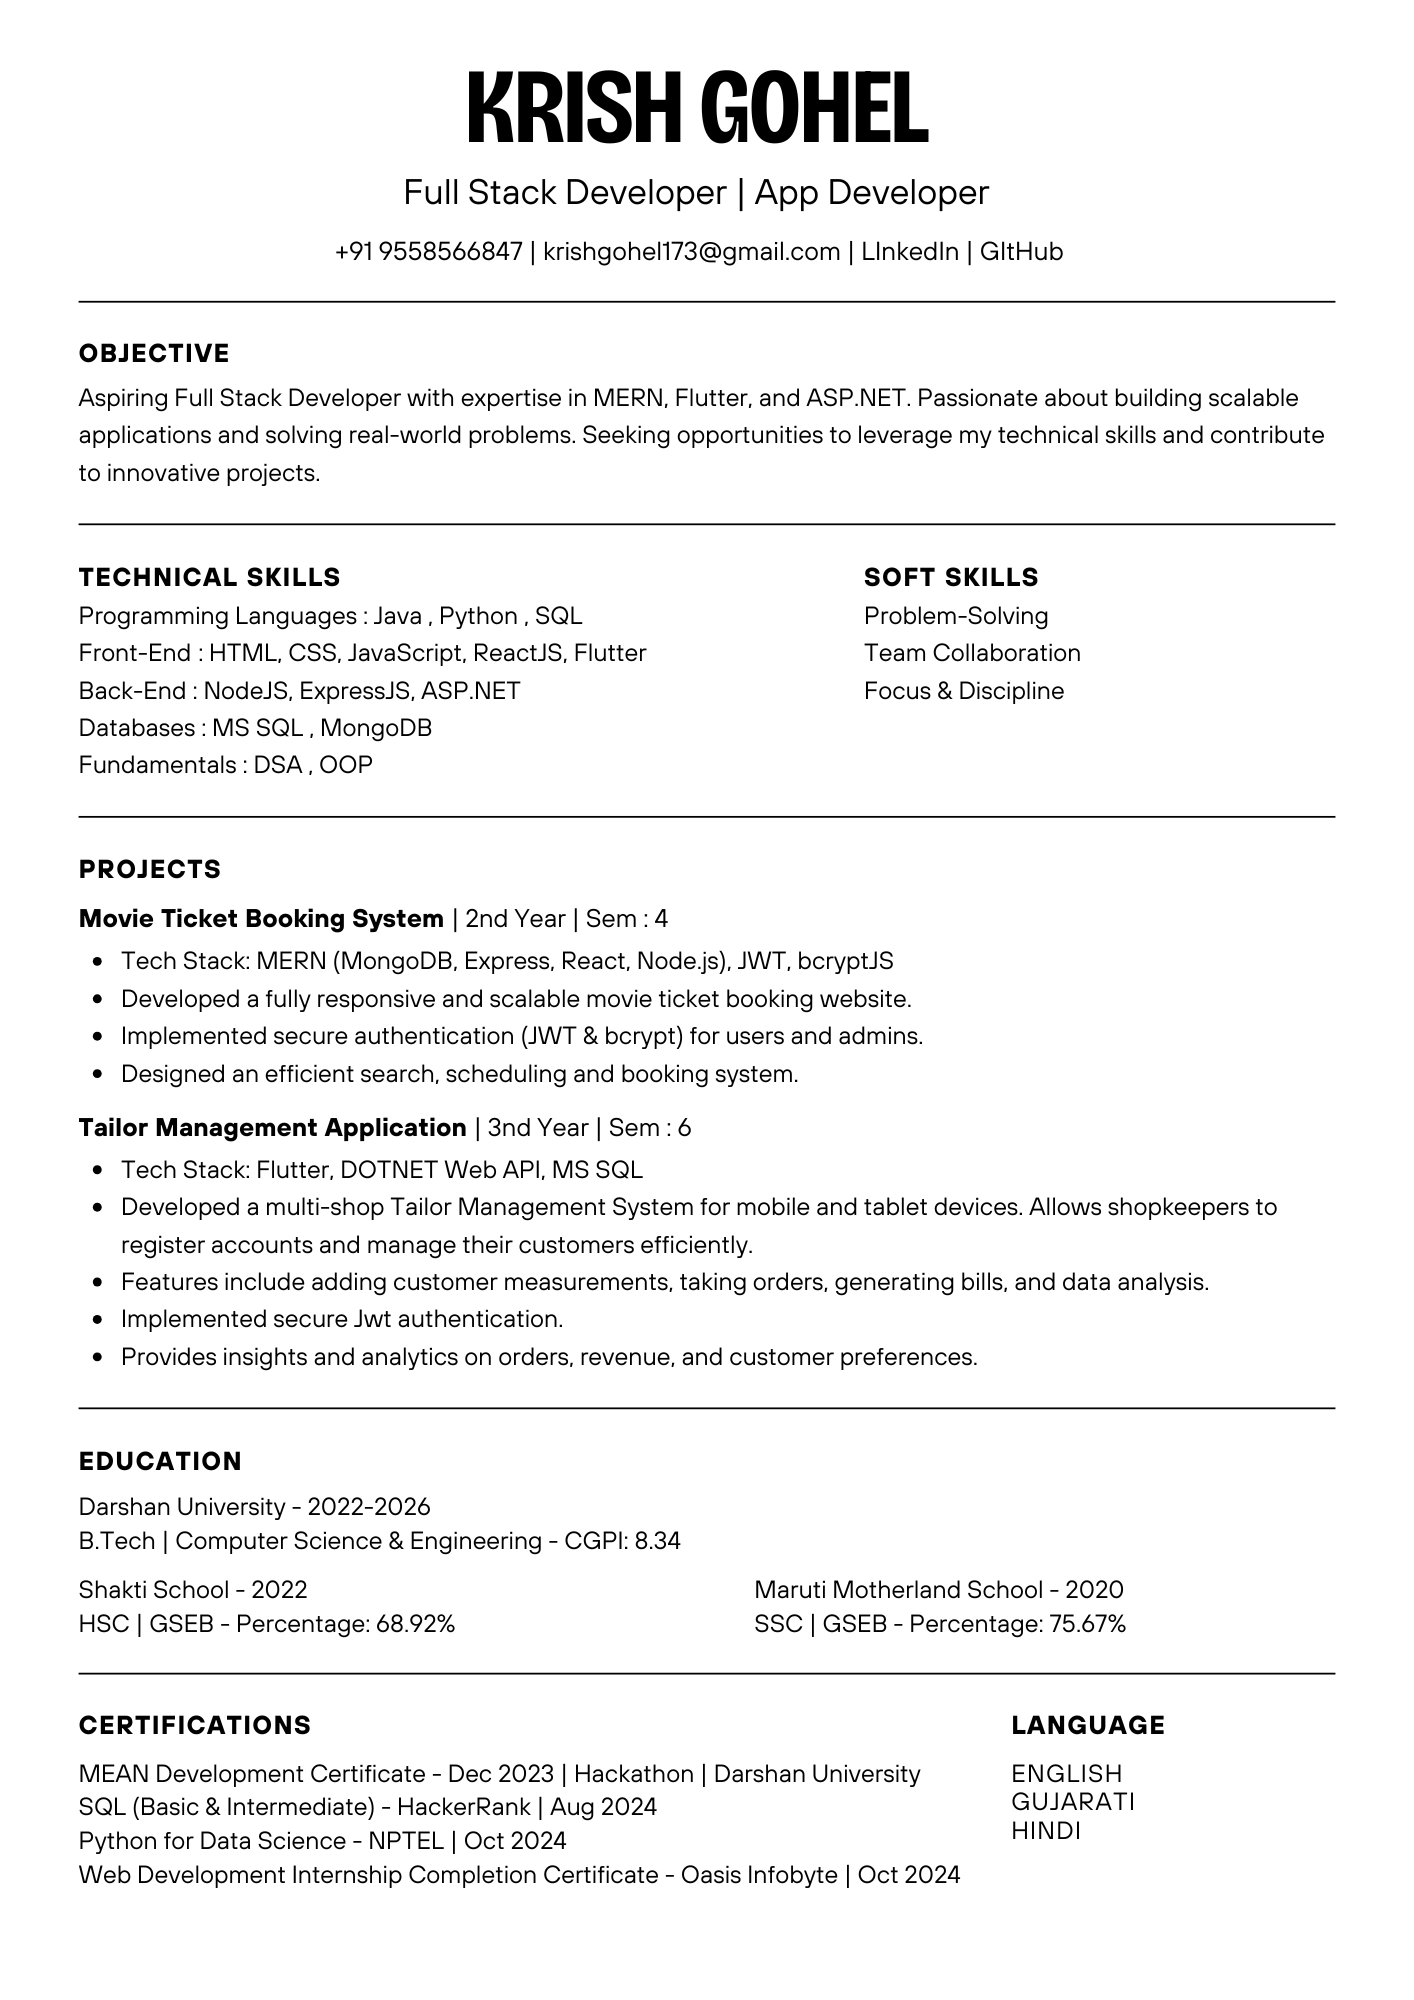 KRISH GOHEL
Full Stack Developer | App Developer
+91 9558566847 | krishgohel173@gmail.com | LInkedIn | GItHub
OBJECTIVE
Aspiring Full Stack Developer with expertise in MERN, Flutter, and ASP.NET. Passionate about building scalable
applications and solving real-world problems. Seeking opportunities to leverage my technical skills and contribute
to innovative projects.
TECHNICAL SKILLS
Programming Languages : Java , Python , SQL
Front-End : HTML, CSS, JavaScript, ReactJS, Flutter
Back-End : NodeJS, ExpressJS, ASP.NET
Databases : MS SQL , MongoDB
Fundamentals : DSA , OOP
SOFT SKILLS
Problem-Solving
Team Collaboration
Focus & Discipline
PROJECTS
Movie Ticket Booking System | 2nd Year | Sem : 4
• Tech Stack: MERN (MongoDB, Express, React, Node.js), JWT, bcryptJS
• Developed a fully responsive and scalable movie ticket booking website.
• Implemented secure authentication (JWT & bcrypt) for users and admins.
• Designed an efficient search, scheduling and booking system.
Tailor Management Application | 3nd Year | Sem : 6
• Tech Stack: Flutter, DOTNET Web API, MS SQL
• Developed a multi-shop Tailor Management System for mobile and tablet devices. Allows shopkeepers to
register accounts and manage their customers efficiently.
• Features include adding customer measurements, taking orders, generating bills, and data analysis.
• Implemented secure Jwt authentication.
• Provides insights and analytics on orders, revenue, and customer preferences.
EDUCATION
Darshan University - 2022-2026
B.Tech | Computer Science & Engineering - CGPI: 8.34
Shakti School - 2022
HSC | GSEB - Percentage: 68.92%
Maruti Motherland School - 2020
SSC | GSEB - Percentage: 75.67%
CERTIFICATIONS
MEAN Development Certificate - Dec 2023 | Hackathon | Darshan University
SQL (Basic & Intermediate) - HackerRank | Aug 2024
Python for Data Science - NPTEL | Oct 2024
Web Development Internship Completion Certificate - Oasis Infobyte | Oct 2024
LANGUAGE
ENGLISH
GUJARATI
HINDI